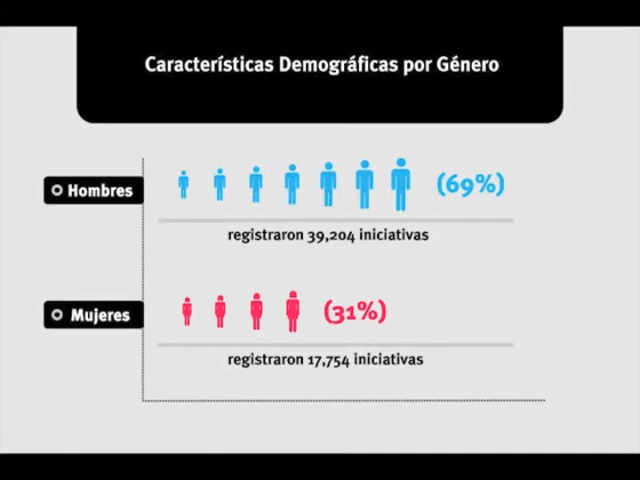 Características Demográficas por Género
Hombres
(69%)
registraron 39,204 iniciativas
Mujeres
(31%)
registraron 17,754 iniciativas